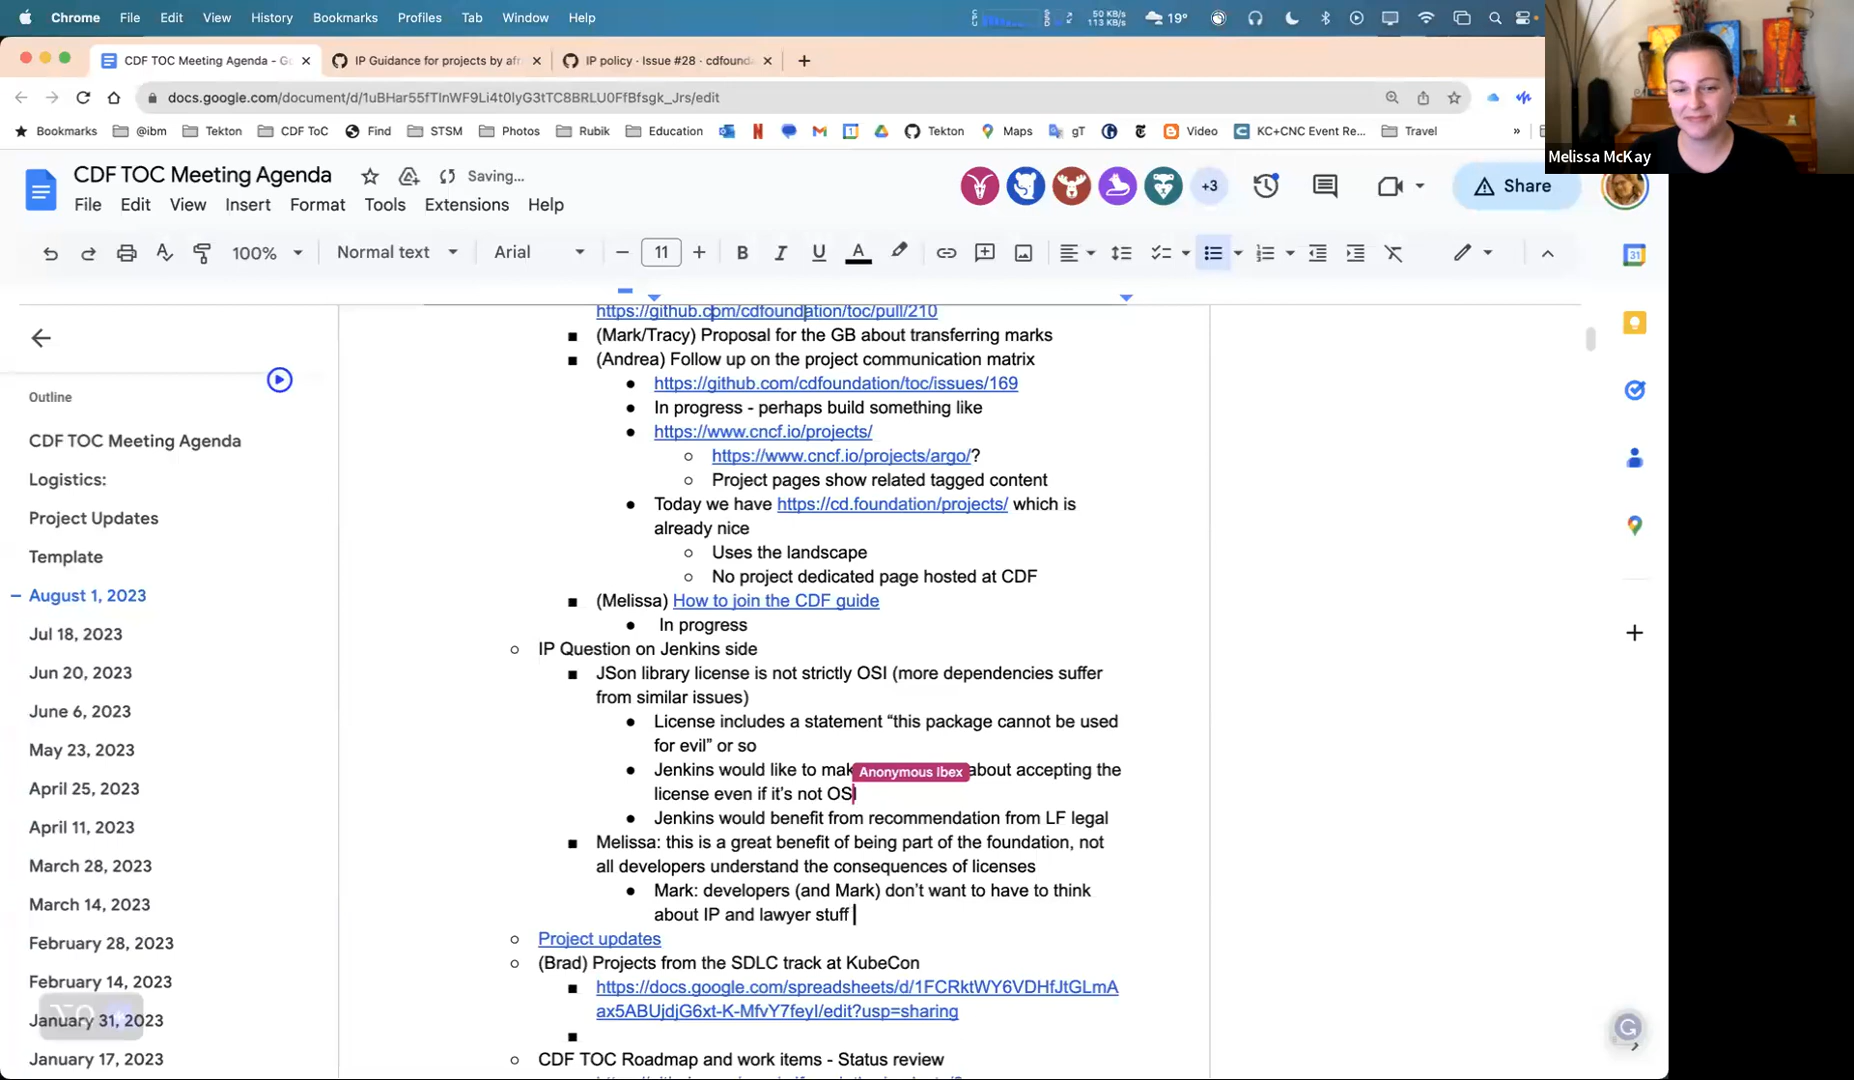 Chrome File Edit View History Bookmarks Profiles Tab Window Help 50 KB/s 113 KB/s 19°
CDF TOC Meeting Agenda - Go IP Guidance for projects by afr IP policy · Issue #28 · cdfounda
docs.google.com/document/d/1uBHar55fTlnWF9Li4t0lyG3tTC8BRLU0FfBfsgk_Jrs/edit
Bookmarks @ibm Tekton CDF ToC Find STSM Photos Rubik Education Tekton Maps gT Video KC+CNC Event Re... Travel »
Melissa McKay
CDF TOC Meeting Agenda Saving...
+3 Share
File Edit View Insert Format Tools Extensions Help
100% Normal text Arial 11
Outline
CDF TOC Meeting Agenda
Logistics:
Project Updates
Template
August 1, 2023
Jul 18, 2023
Jun 20, 2023
June 6, 2023
May 23, 2023
April 25, 2023
April 11, 2023
March 28, 2023
March 14, 2023
February 28, 2023
February 14, 2023
January 31, 2023
January 17, 2023
https://github.com/cdfoundation/toc/pull/210
(Mark/Tracy) Proposal for the GB about transferring marks
(Andrea) Follow up on the project communication matrix
https://github.com/cdfoundation/toc/issues/169
In progress - perhaps build something like
https://www.cncf.io/projects/
https://www.cncf.io/projects/argo/?
Project pages show related tagged content
Today we have https://cd.foundation/projects/ which is
already nice
Uses the landscape
No project dedicated page hosted at CDF
(Melissa) How to join the CDF guide
In progress
IP Question on Jenkins side
JSon library license is not strictly OSI (more dependencies suffer
from similar issues)
License includes a statement “this package cannot be used
for evil” or so
Jenkins would like to mak Anonymous Ibex about accepting the
license even if it’s not OSI
Jenkins would benefit from recommendation from LF legal
Melissa: this is a great benefit of being part of the foundation, not
all developers understand the consequences of licenses
Mark: developers (and Mark) don’t want to have to think
about IP and lawyer stuff
Project updates
(Brad) Projects from the SDLC track at KubeCon
https://docs.google.com/spreadsheets/d/1FCRktWY6VDHfJtGLmA
ax5ABUjdjG6xt-K-MfvY7feyI/edit?usp=sharing
CDF TOC Roadmap and work items - Status review